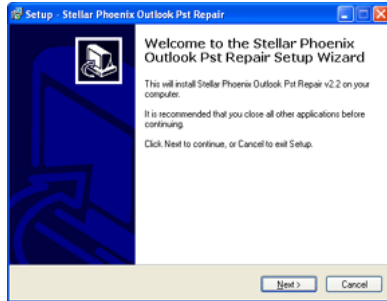 Setup - Stellar Phoenix Outlook Pst Repair
Welcome to the Stellar Phoenix
Outlook Pst Repair Setup Wizard
This will install Stellar Phoenix Outlook Pst Repair v2.2 on your
computer.
It is recommended that you close all other applications before
continuing.
Click Next to continue, or Cancel to exit Setup.
Next >
Cancel